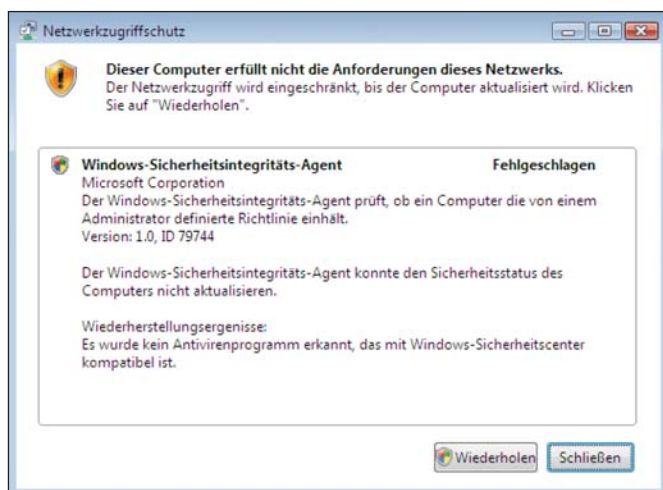 Netzwerkzugriffschutz
Dieser Computer erfüllt nicht die Anforderungen dieses Netzwerks.
Der Netzwerkzugriff wird eingeschränkt, bis der Computer aktualisiert wird. Klicken
Sie auf "Wiederholen".
Windows-Sicherheitsintegritäts-Agent Fehlgeschlagen
Microsoft Corporation
Der Windows-Sicherheitsintegritäts-Agent prüft, ob ein Computer die von einem
Administrator definierte Richtlinie einhält.
Version: 1.0, ID 79744
Der Windows-Sicherheitsintegritäts-Agent konnte den Sicherheitsstatus des
Computers nicht aktualisieren.
Wiederherstellungsergenisse:
Es wurde kein Antivirenprogramm erkannt, das mit Windows-Sicherheitscenter
kompatibel ist.
Wiederholen Schließen